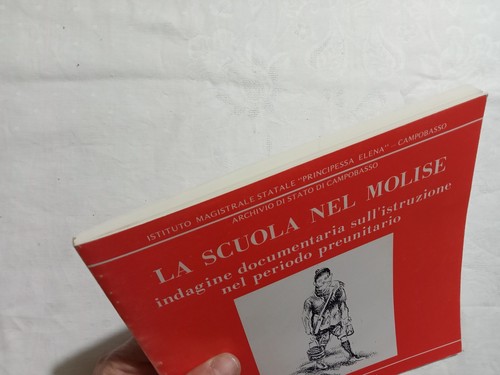 ISTITUTO MAGISTRALE STATALE "PRINCIPESSA ELENA" - CAMPOBASSO
ARCHIVIO DI STATO DI CAMPOBASSO
LA SCUOLA NEL MOLISE
indagine documentaria sull'istruzione
nel periodo preunitario